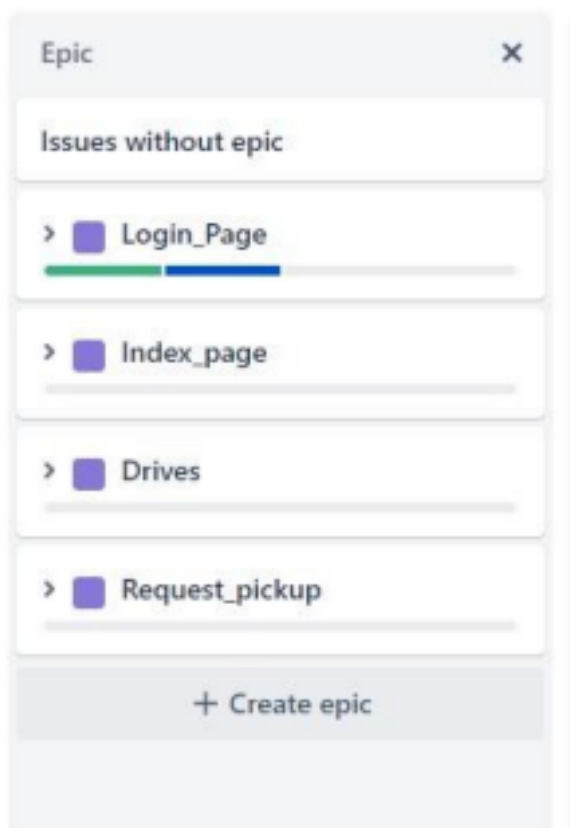 Epic
Issues without epic
Login_Page
Index_page
Drives
Request_pickup
+ Create epic